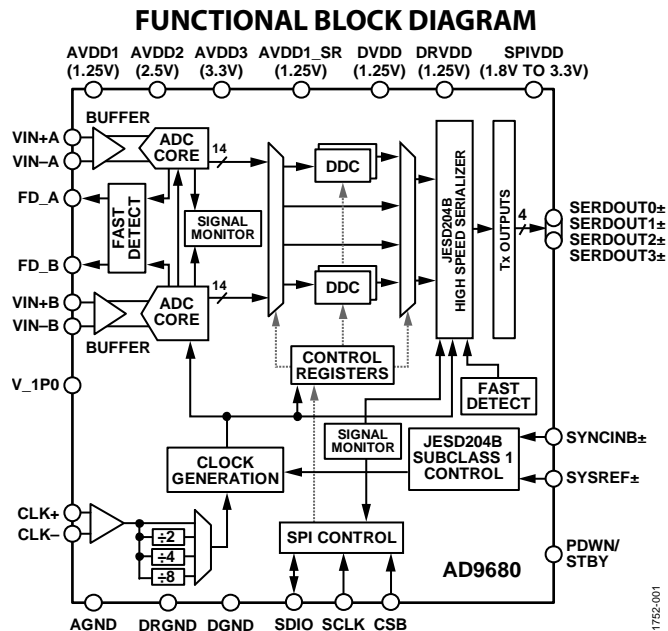 FUNCTIONAL BLOCK DIAGRAM
AVDD1 AVDD2 AVDD3 AVDD1_SR DVDD DRVDD SPIVDD
(1.25V) (2.5V) (3.3V) (1.25V) (1.25V) (1.25V) (1.8V TO 3.3V)
BUFFER
VIN+A
VIN–A
ADC
CORE
14
DDC
FD_A
FAST
DETECT
SIGNAL
MONITOR
JESD204B
HIGH SPEED SERIALIZER
Tx OUTPUTS
4
SERDOUT0±
SERDOUT1±
SERDOUT2±
SERDOUT3±
FD_B
VIN+B
VIN–B
ADC
CORE
14
DDC
BUFFER
CONTROL
REGISTERS
V_1P0
FAST
DETECT
SIGNAL
MONITOR
JESD204B
SUBCLASS 1
CONTROL
SYNCINB±
SYSREF±
CLOCK
GENERATION
CLK+
CLK–
÷2
÷4
÷8
SPI CONTROL
PDWN/
STBY
AD9680
AGND DRGND DGND SDIO SCLK CSB
1752-001